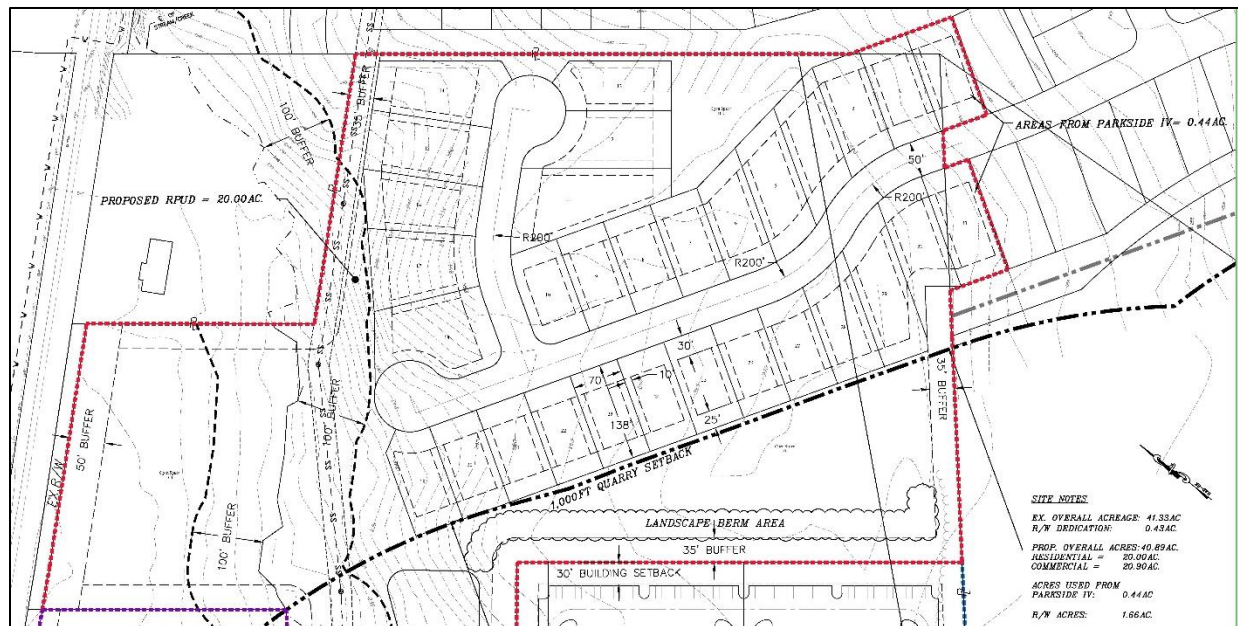 STREAM/CREEK
35' BUFFER
100' BUFFER
SS
AREAS FROM PARKSIDE IV= 0.44AC.
50'
PROPOSED RPUD = 20.00AC.
R200'
R200'
R200'
30'
70'
10'
138'
25'
35' BUFFER
50' BUFFER
EX R/W
100' BUFFER
100' BUFFER
1,000FT QUARRY SETBACK
LANDSCAPE BERM AREA
35' BUFFER
30' BUILDING SETBACK
SITE NOTES
EX. OVERALL ACREAGE: 41.33AC
R/W DEDICATION: 0.43AC.
PROP. OVERALL ACRES: 40.89AC.
RESIDENTIAL = 20.00AC.
COMMERCIAL = 20.90AC.
ACRES USED FROM
PARKSIDE IV: 0.44AC
R/W ACRES: 1.66AC.